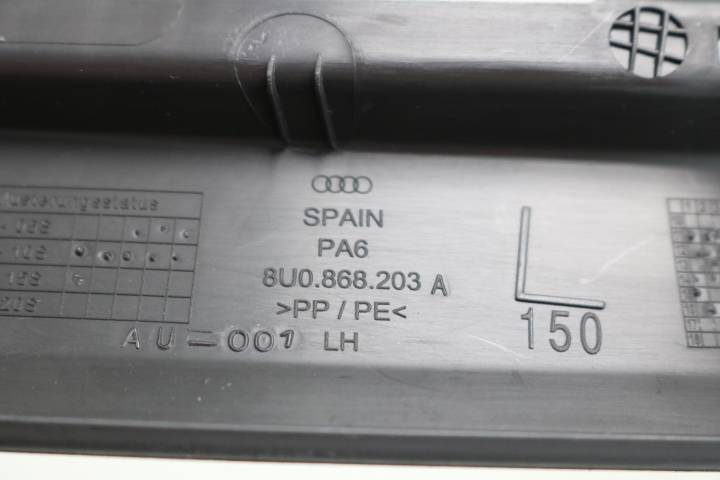 SPAIN
PA6
8U0.868.203 A
>PP / PE<
AU-001 LH
L
150